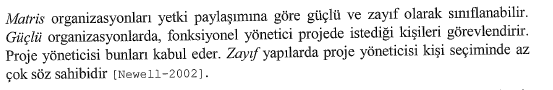 Matris organizasyonları yetki paylaşımına göre güçlü ve zayıf olarak sınıflanabilir.
Güçlü organizasyonlarda, fonksiyonel yönetici projede istediği kişileri görevlendirir.
Proje yöneticisi bunları kabul eder. Zayıf yapılarda proje yöneticisi kişi seçiminde az
çok söz sahibidir [Newell-2002].